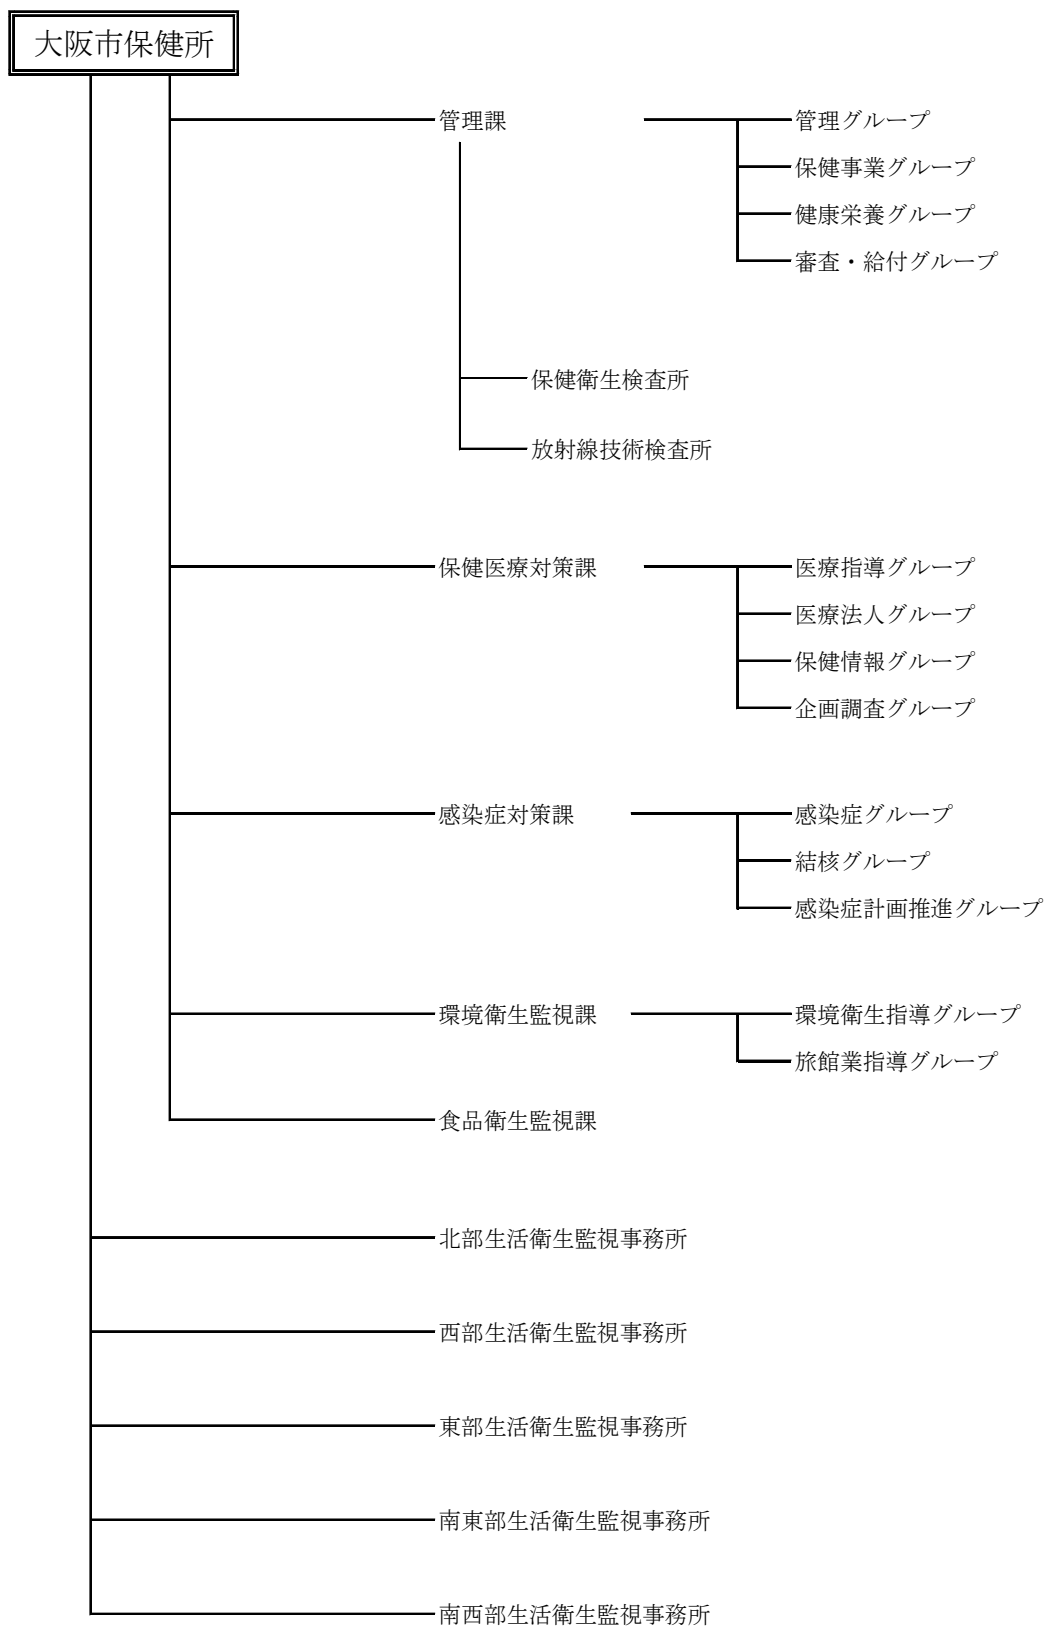 大阪市保健所
管理課
管理グループ
保健事業グループ
健康栄養グループ
審査・給付グループ
保健衛生検査所
放射線技術検査所
保健医療対策課
医療指導グループ
医療法人グループ
保健情報グループ
企画調査グループ
感染症対策課
感染症グループ
結核グループ
感染症計画推進グループ
環境衛生監視課
環境衛生指導グループ
旅館業指導グループ
食品衛生監視課
北部生活衛生監視事務所
西部生活衛生監視事務所
東部生活衛生監視事務所
南東部生活衛生監視事務所
南西部生活衛生監視事務所